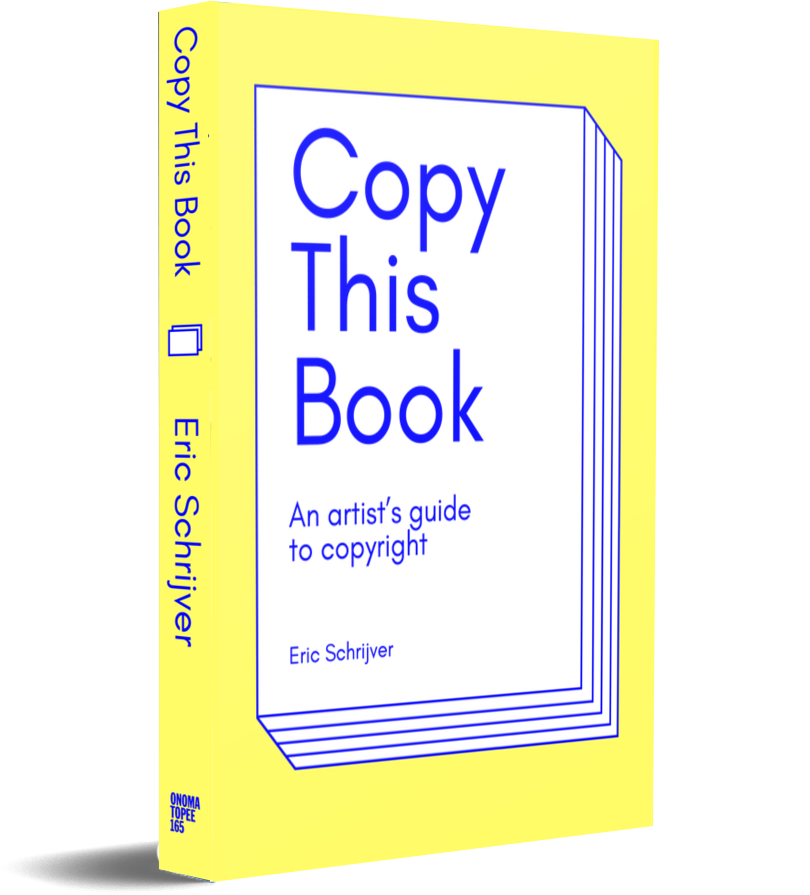 Copy This Book
Eric Schrijver
ONOMA
TOPEE
165
Copy
This
Book
An artist's guide
to copyright
Eric Schrijver